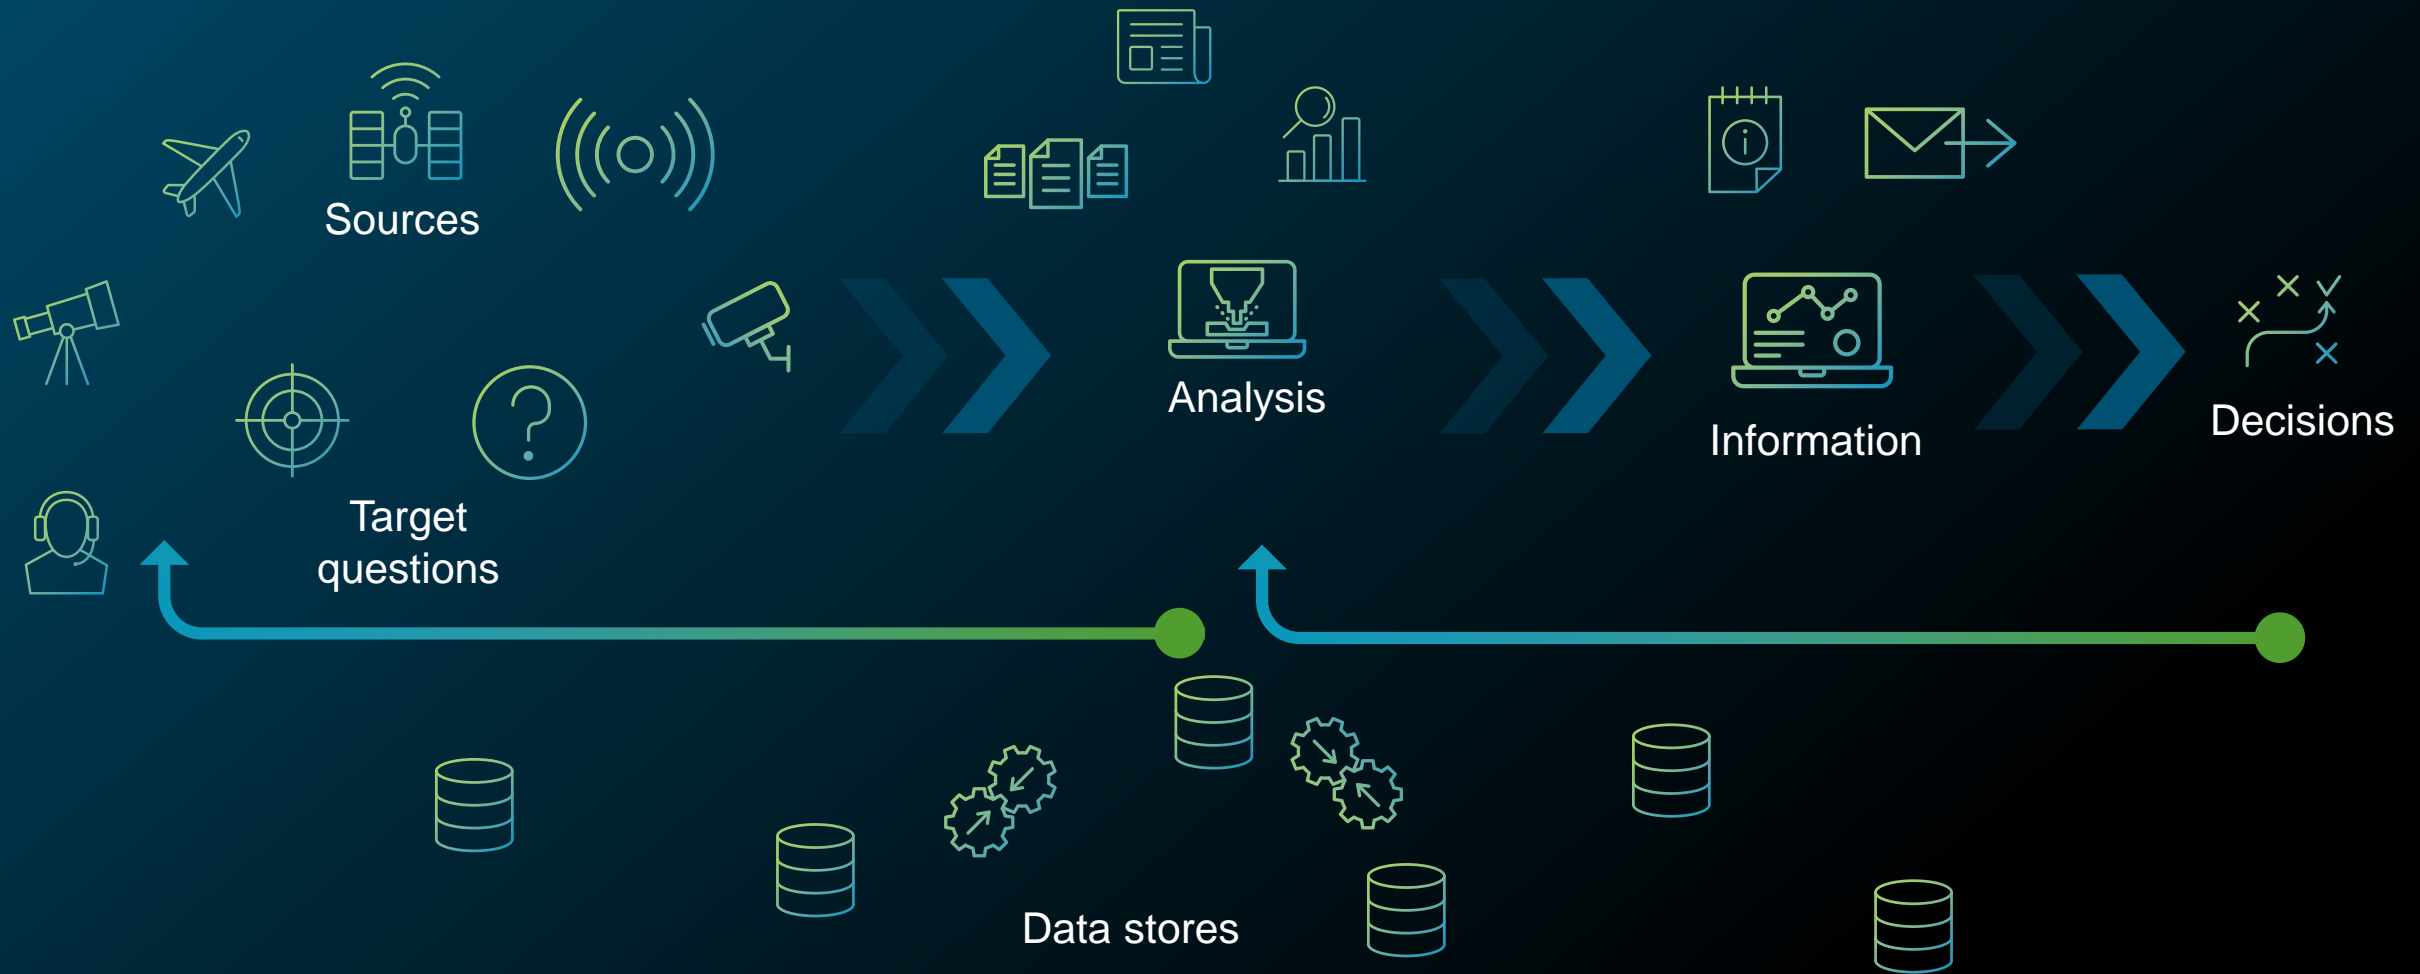 Sources
Target
questions
Analysis
Information
Decisions
Data stores